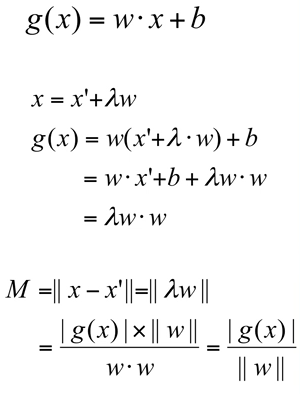 g(x) = w · x + b
x = x'+λw
g(x) = w(x'+λ · w) + b
= w · x'+b + λw · w
= λw · w
M =|| x − x' ||=|| λw ||
= | g(x) | × || w || / w · w = | g(x) | / || w ||